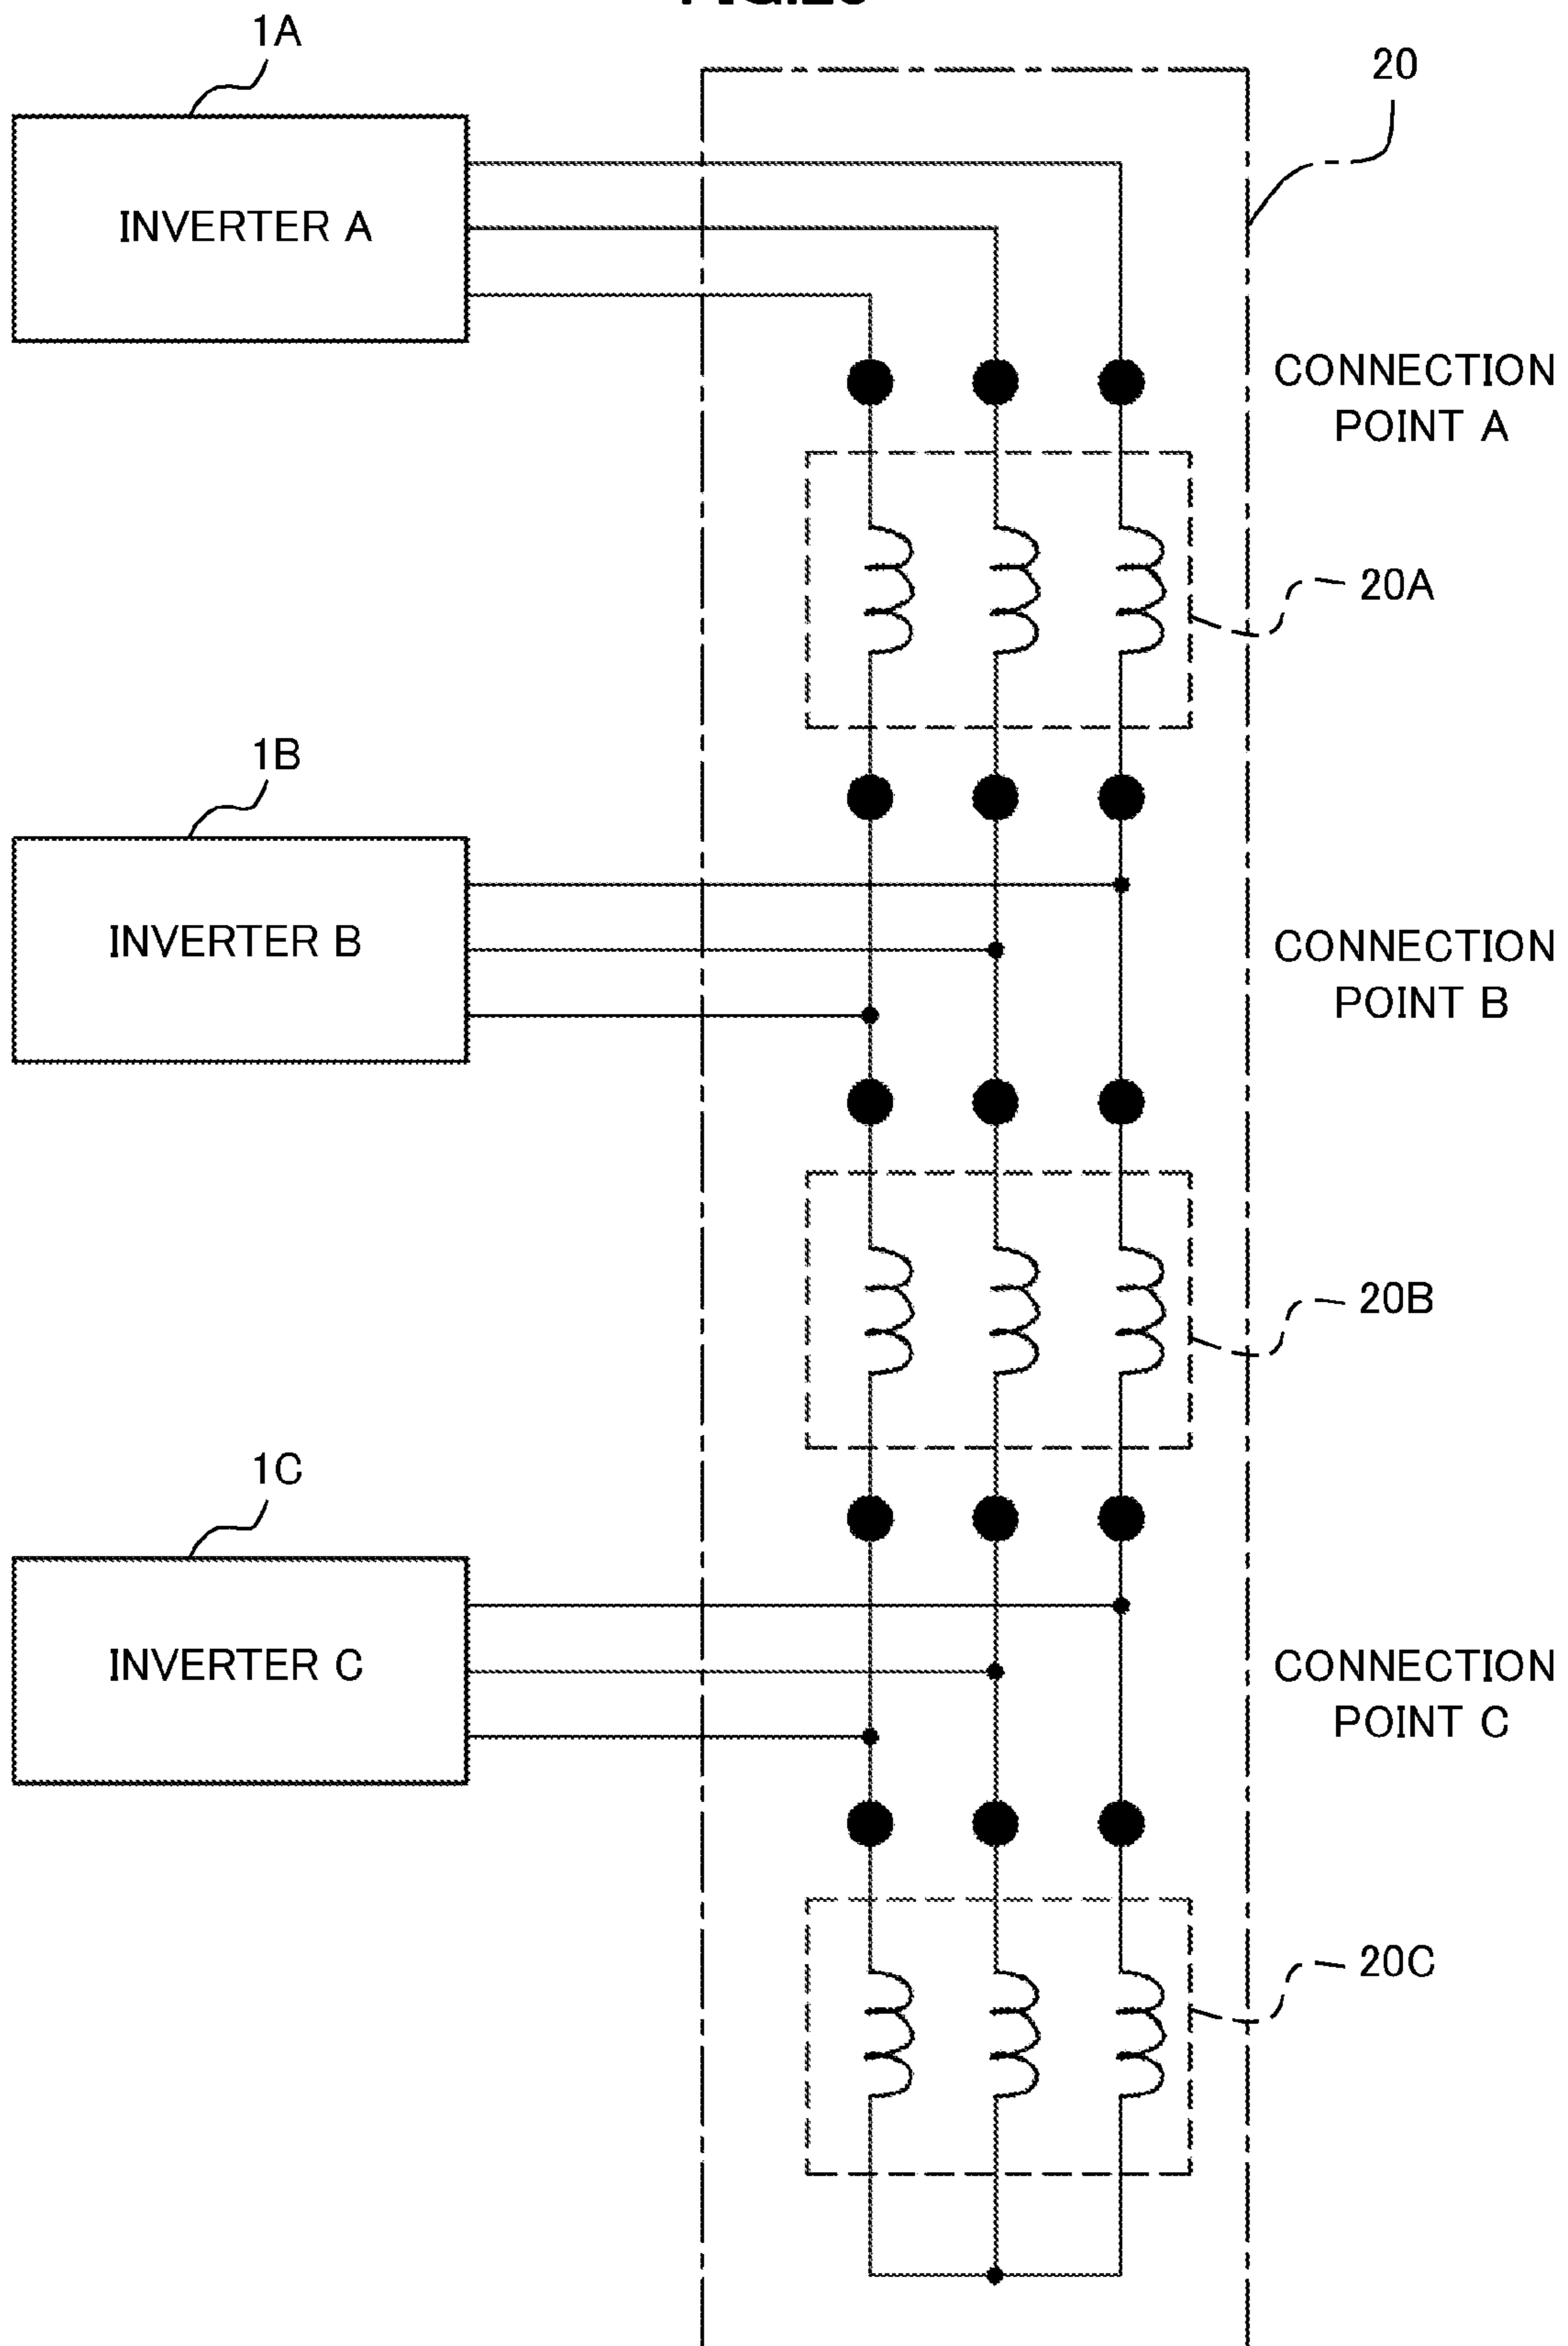 1A
20
INVERTER A
CONNECTION
POINT A
20A
1B
INVERTER B
CONNECTION
POINT B
20B
1C
INVERTER C
CONNECTION
POINT C
20C